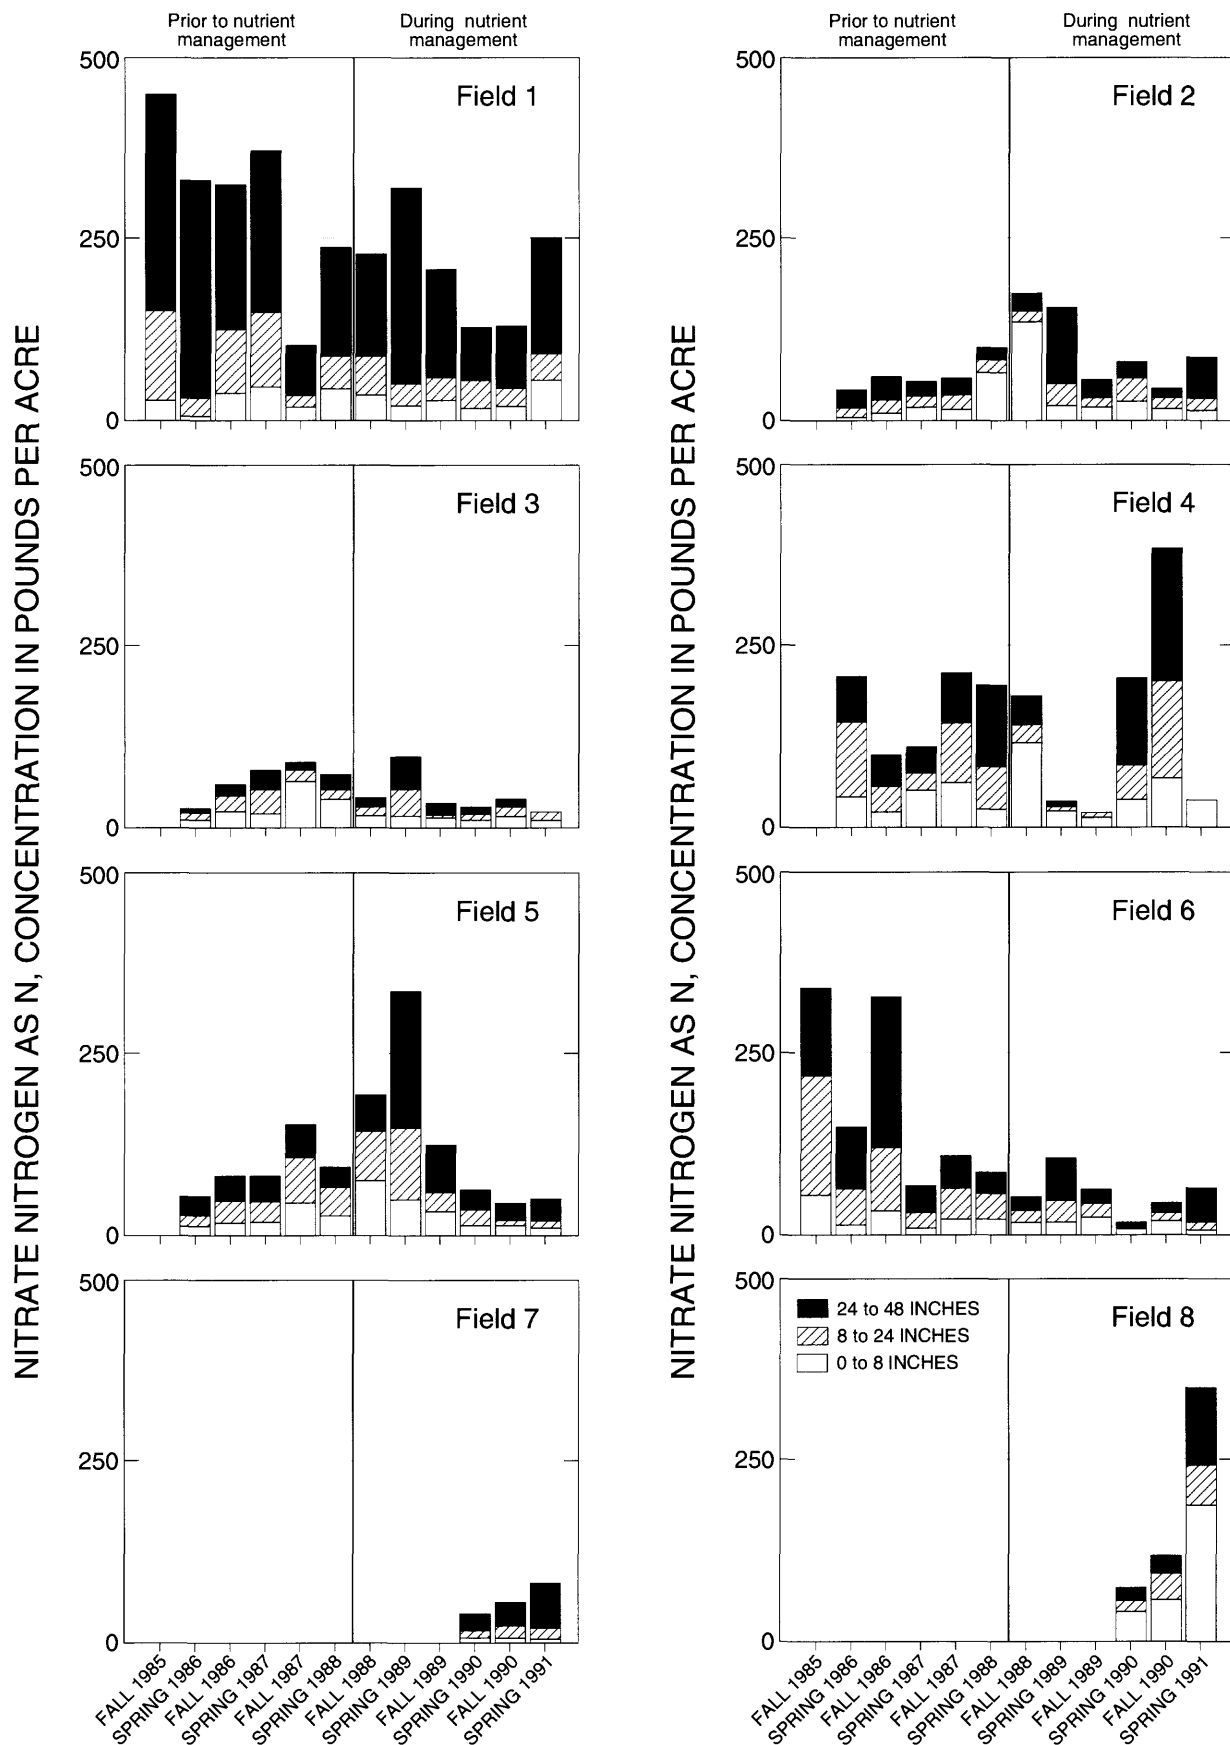 Prior to nutrient
management
During nutrient
management
Prior to nutrient
management
During nutrient
management
NITRATE NITROGEN AS N, CONCENTRATION IN POUNDS PER ACRE
500
250
0
Field 1
NITRATE NITROGEN AS N, CONCENTRATION IN POUNDS PER ACRE
500
250
0
Field 2
500
250
0
Field 3
500
250
0
Field 4
500
250
0
Field 5
500
250
0
Field 6
500
250
0
Field 7
500
250
0
Field 8
24 to 48 INCHES
8 to 24 INCHES
0 to 8 INCHES
FALL 1985
SPRING 1986
FALL 1986
SPRING 1987
FALL 1987
SPRING 1988
FALL 1988
SPRING 1989
FALL 1989
SPRING 1990
FALL 1990
SPRING 1991
FALL 1985
SPRING 1986
FALL 1986
SPRING 1987
FALL 1987
SPRING 1988
FALL 1988
SPRING 1989
FALL 1989
SPRING 1990
FALL 1990
SPRING 1991